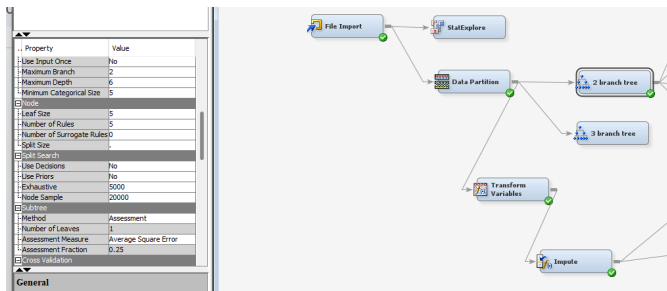 .. Property Value
Use Input Once No
Maximum Branch 2
Maximum Depth 6
Minimum Categorical Size 5
Node
Leaf Size 5
Number of Rules 5
Number of Surrogate Rules 0
Split Size .
Split Search
Use Decisions No
Use Priors No
Exhaustive 5000
Node Sample 20000
Subtree
Method Assessment
Number of Leaves 1
Assessment Measure Average Square Error
Assessment Fraction 0.25
Cross Validation
General
File Import
StatExplore
Data Partition
2 branch tree
3 branch tree
Transform
Variables
Impute